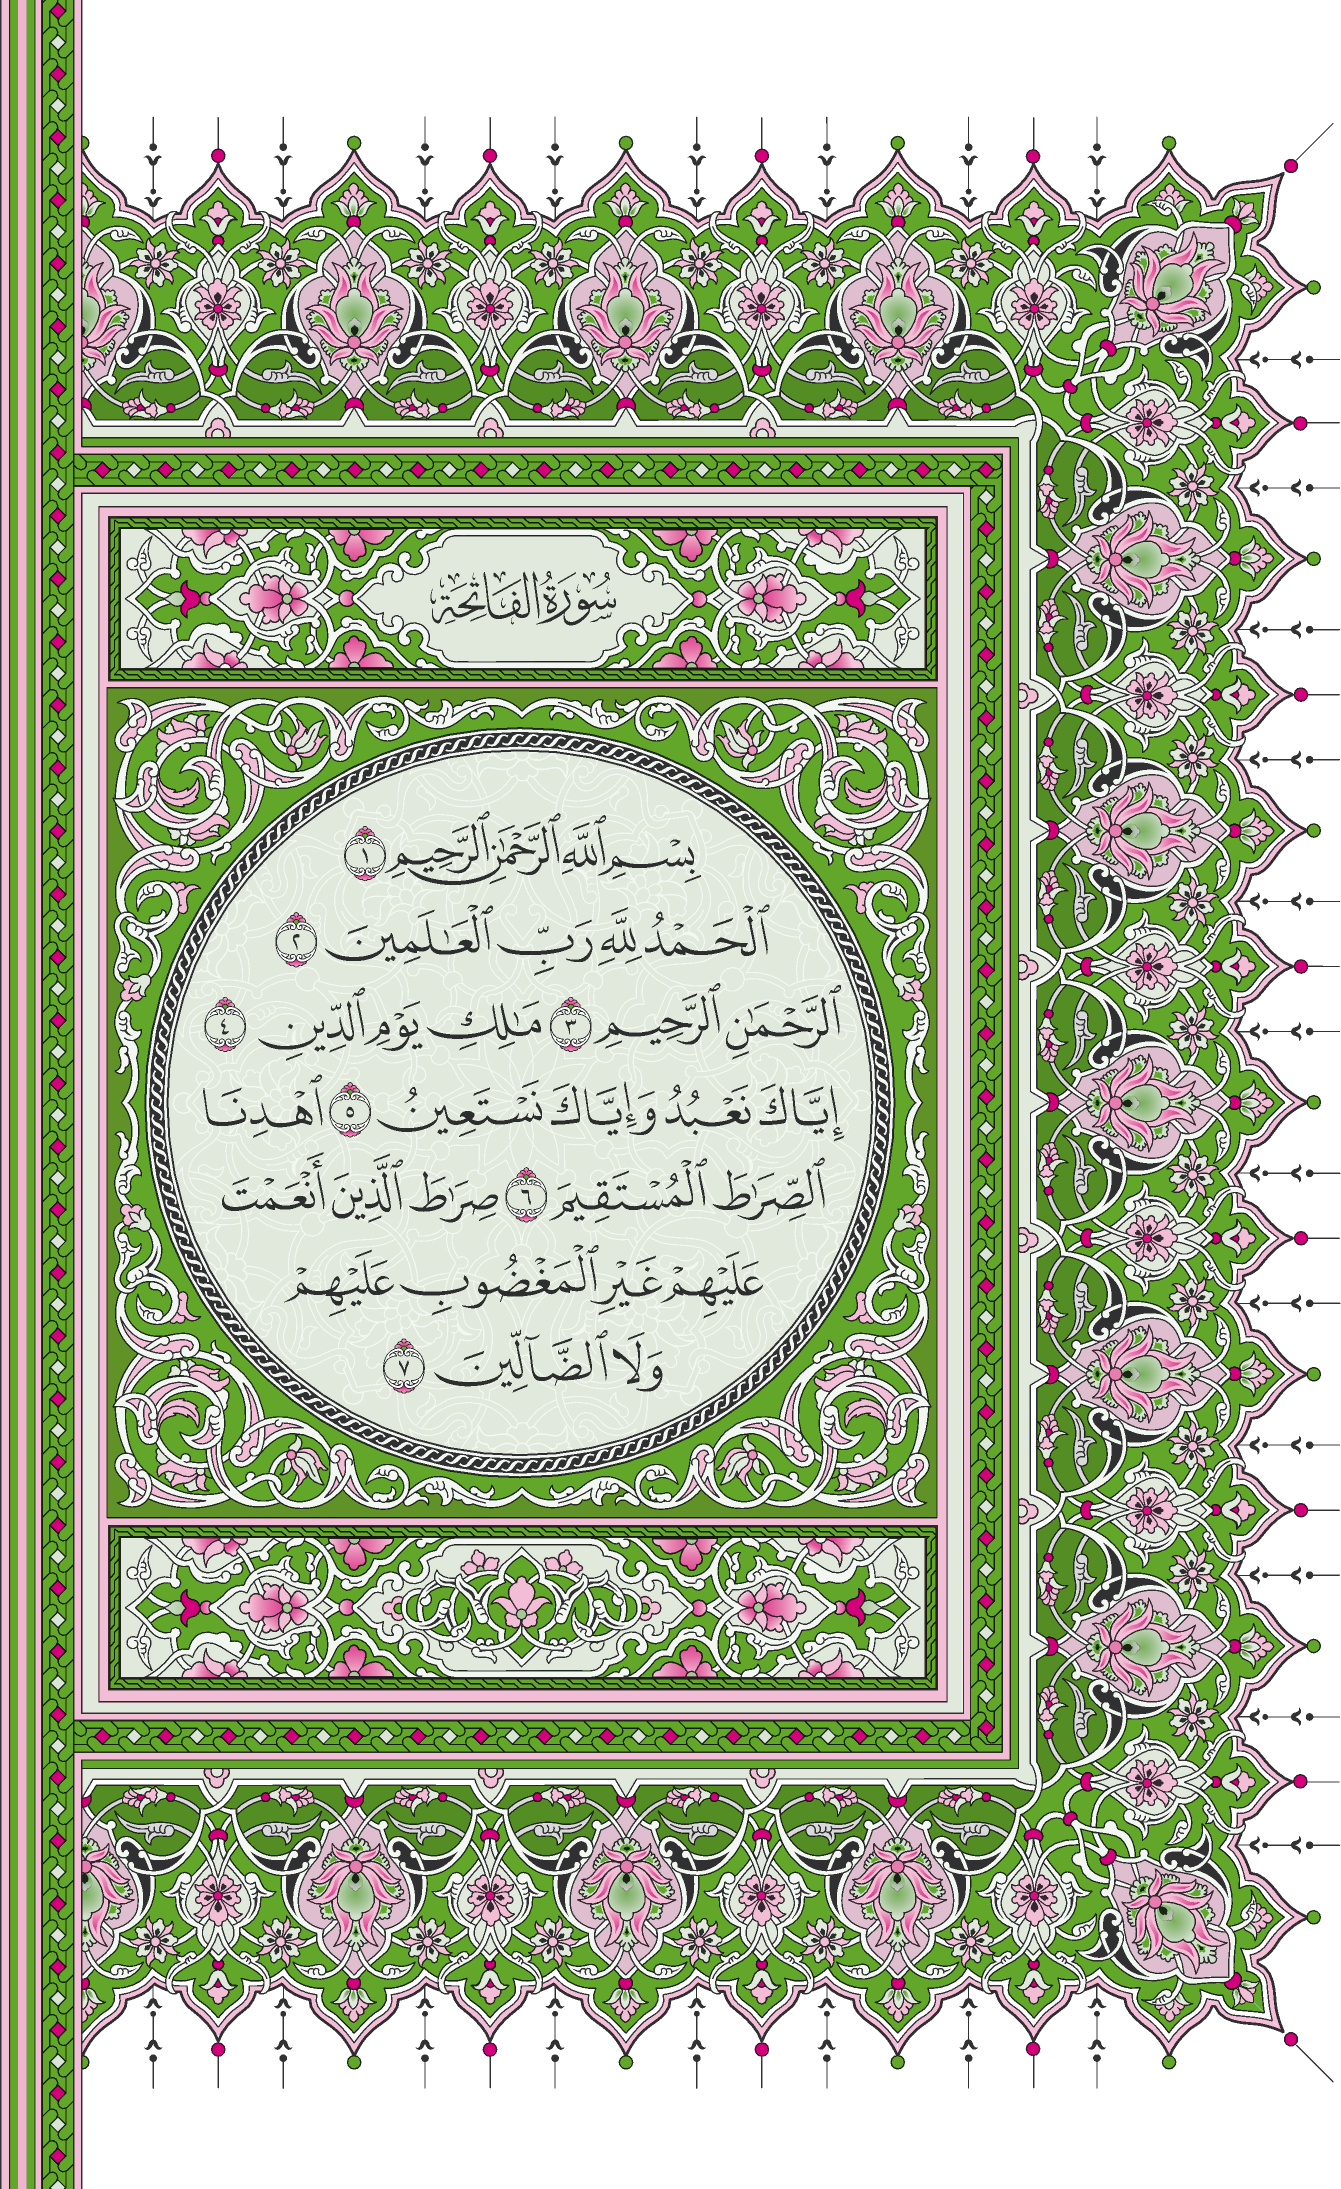 سُورَةُ الفَاتِحَةِ
بِسۡمِ ٱللَّهِ ٱلرَّحۡمَٰنِ ٱلرَّحِيمِ ١
ٱلۡحَمۡدُ لِلَّهِ رَبِّ ٱلۡعَٰلَمِينَ ٢
ٱلرَّحۡمَٰنِ ٱلرَّحِيمِ ٣ مَٰلِكِ يَوۡمِ ٱلدِّينِ ٤
إِيَّاكَ نَعۡبُدُ وَإِيَّاكَ نَسۡتَعِينُ ٥ ٱهۡدِنَا
ٱلصِّرَٰطَ ٱلۡمُسۡتَقِيمَ ٦ صِرَٰطَ ٱلَّذِينَ أَنۡعَمۡتَ
عَلَيۡهِمۡ غَيۡرِ ٱلۡمَغۡضُوبِ عَلَيۡهِمۡ
وَلَا ٱلضَّآلِّينَ ٧